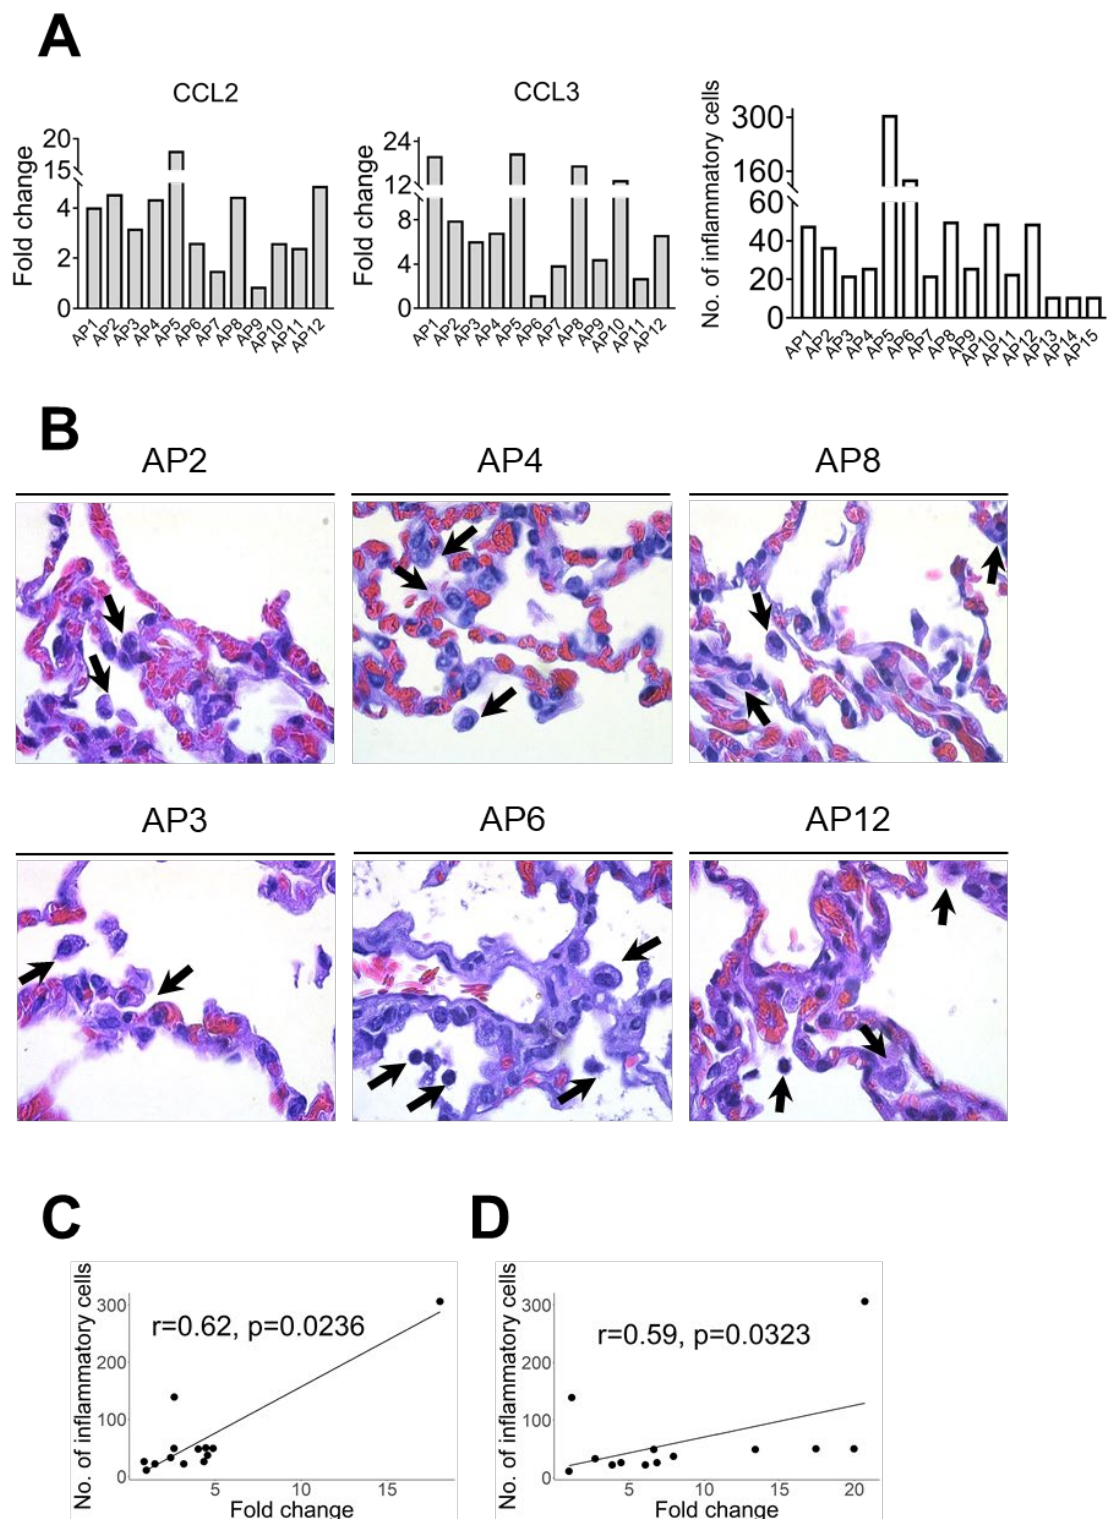 A
CCL2
Fold change
20
15
4
2
0
AP1 AP2 AP3 AP4 AP5 AP6 AP7 AP8 AP9 AP10 AP11 AP12
CCL3
Fold change
24
12
8
4
0
AP1 AP2 AP3 AP4 AP5 AP6 AP7 AP8 AP9 AP10 AP11 AP12
No. of inflammatory cells
300
160
60
40
20
0
AP1 AP2 AP3 AP4 AP5 AP6 AP7 AP8 AP9 AP10 AP11 AP12 AP13 AP14 AP15
B
AP2 AP4 AP8
AP3 AP6 AP12
C
No. of inflammatory cells
300
200
100
0
r=0.62, p=0.0236
5 10 15
Fold change
D
No. of inflammatory cells
300
200
100
0
r=0.59, p=0.0323
5 10 15 20
Fold change